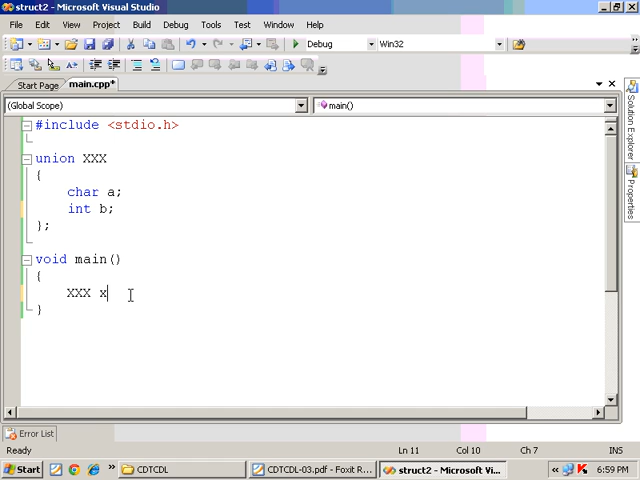 struct2 - Microsoft Visual Studio
File Edit View Project Build Debug Tools Test Window Help
Debug Win32
Start Page main.cpp*
(Global Scope) main()
#include <stdio.h>
union XXX
{
char a;
int b;
};
void main()
{
XXX x
}
Solution Explorer
Properties
Error List
Ready Ln 11 Col 10 Ch 7 INS
Start CDTCDL CDTCDL-03.pdf - Foxit R... struct2 - Microsoft Vi... 6:59 PM